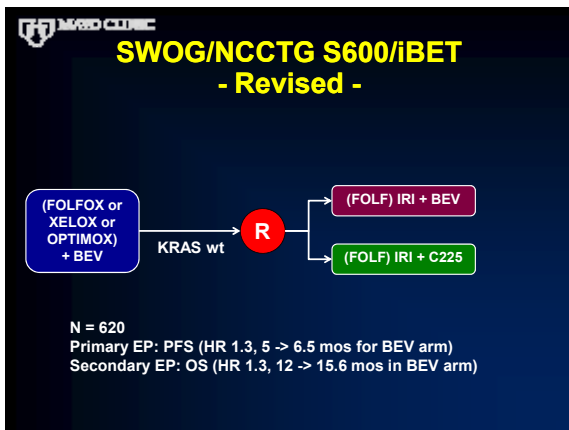 MAYO CLINIC
SWOG/NCCTG S600/iBET
- Revised -
(FOLFOX or
XELOX or
OPTIMOX)
+ BEV
KRAS wt
R
(FOLF) IRI + BEV
(FOLF) IRI + C225
N = 620
Primary EP: PFS (HR 1.3, 5 -> 6.5 mos for BEV arm)
Secondary EP: OS (HR 1.3, 12 -> 15.6 mos in BEV arm)